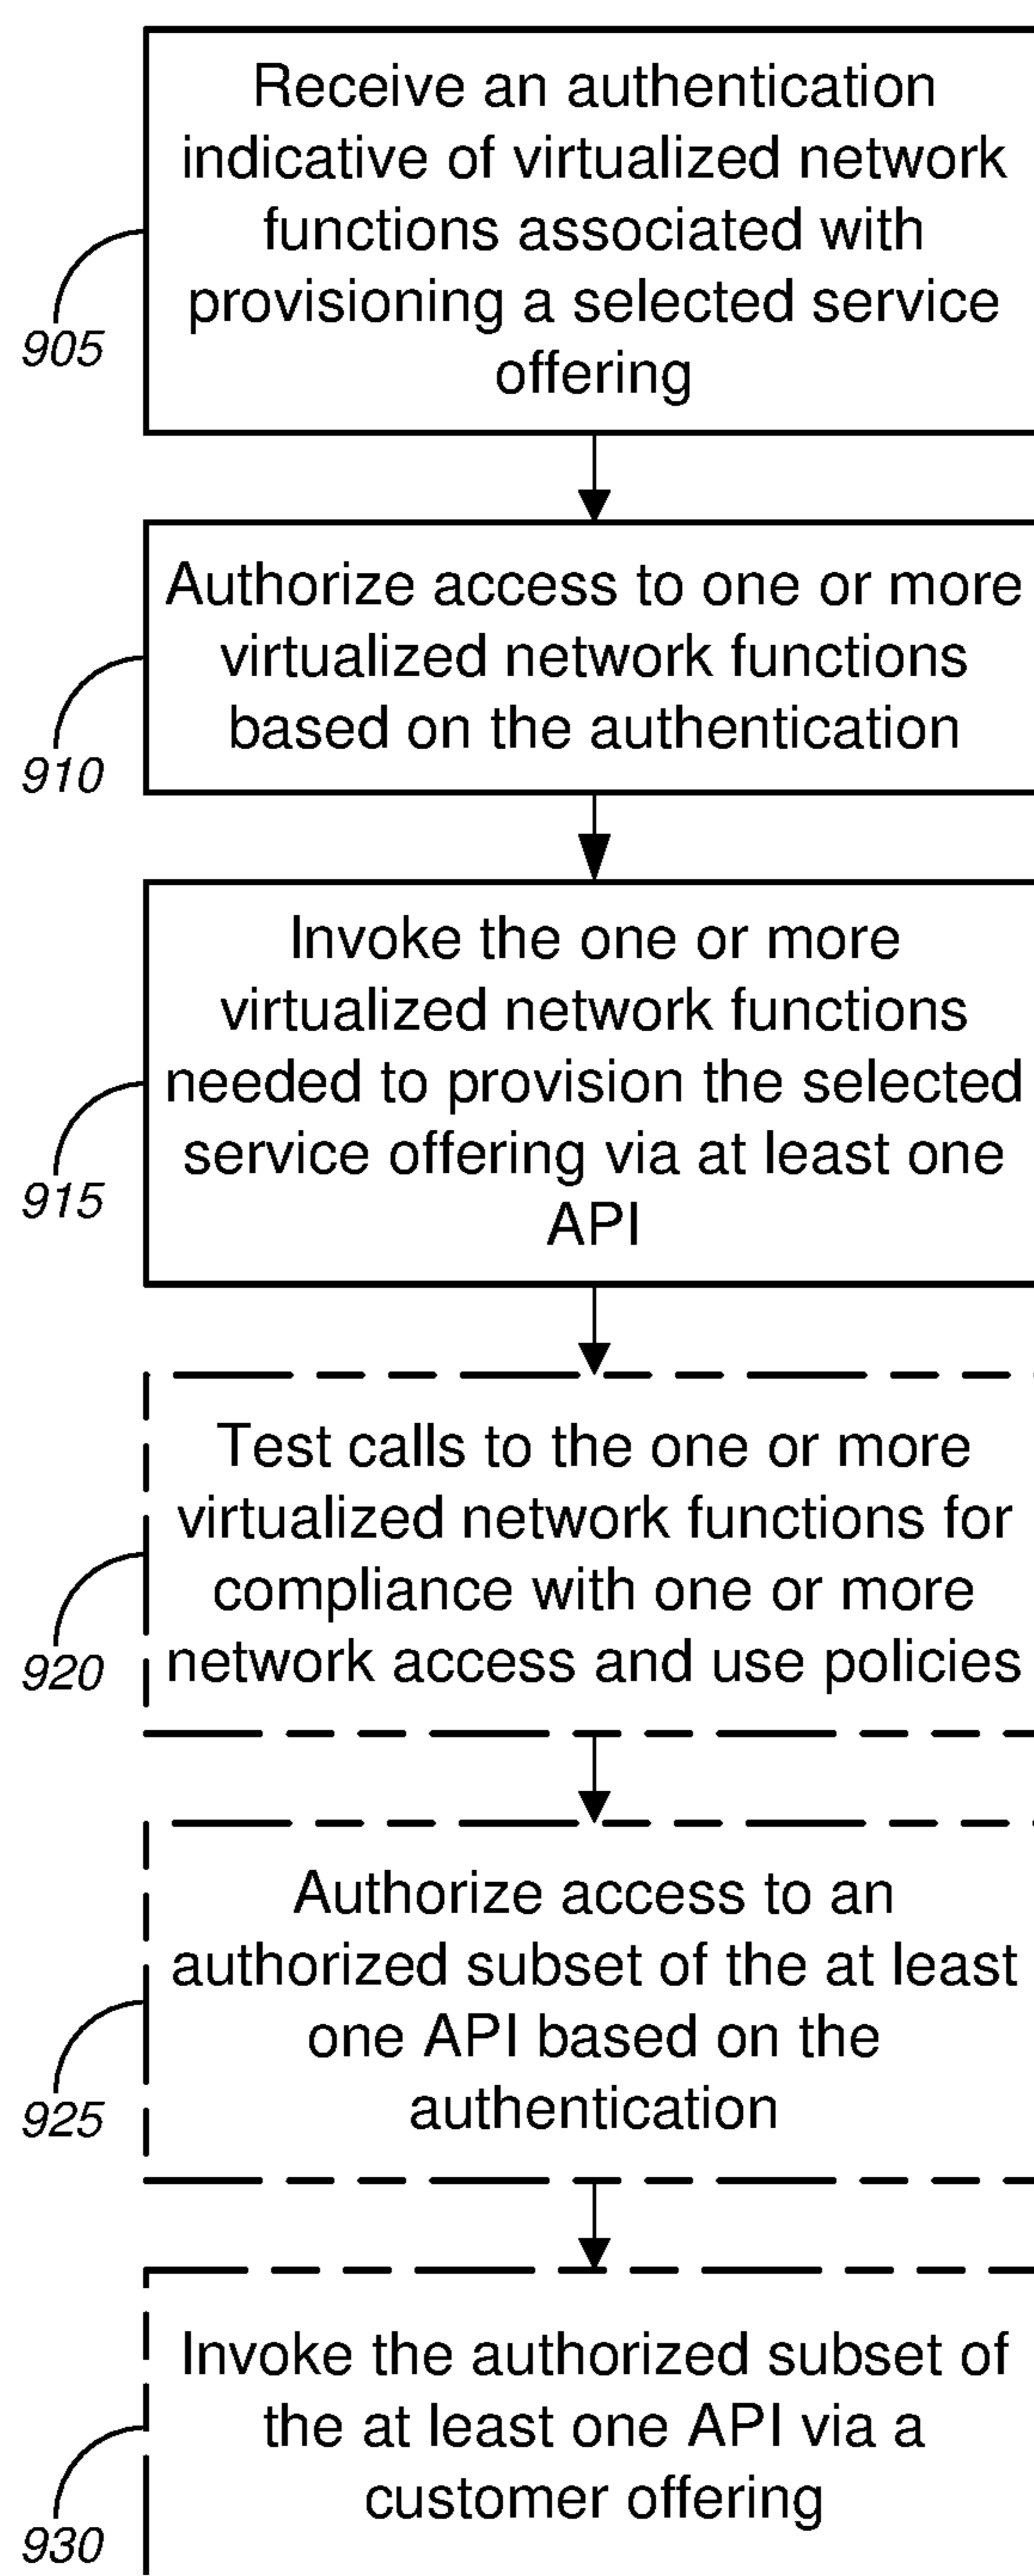 Receive an authentication
indicative of virtualized network
functions associated with
provisioning a selected service
offering
905
Authorize access to one or more
virtualized network functions
based on the authentication
910
Invoke the one or more
virtualized network functions
needed to provision the selected
service offering via at least one
API
915
Test calls to the one or more
virtualized network functions for
compliance with one or more
network access and use policies
920
Authorize access to an
authorized subset of the at least
one API based on the
authentication
925
Invoke the authorized subset of
the at least one API via a
customer offering
930